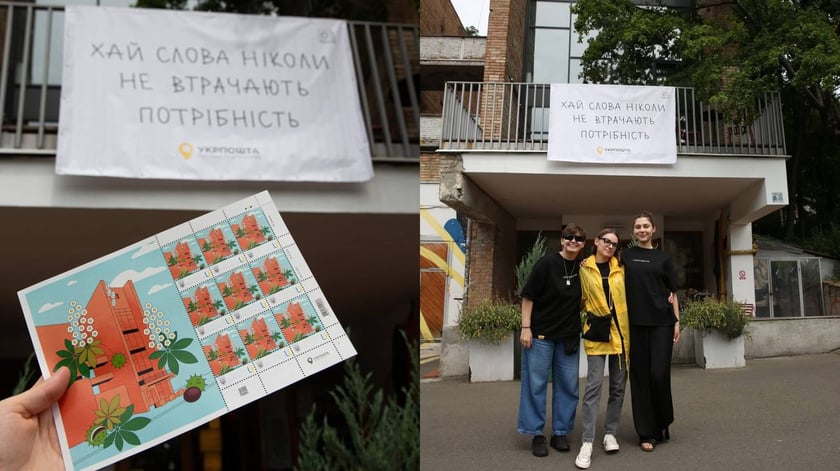 ХАЙ СЛОВА НІКОЛИ
НЕ ВТРАЧАЮТЬ
ПОТРІБНІСТЬ
УКРПОШТА
ХАЙ СЛОВА НІКОЛИ
НЕ ВТРАЧАЮТЬ
ПОТРІБНІСТЬ
УКРПОШТА